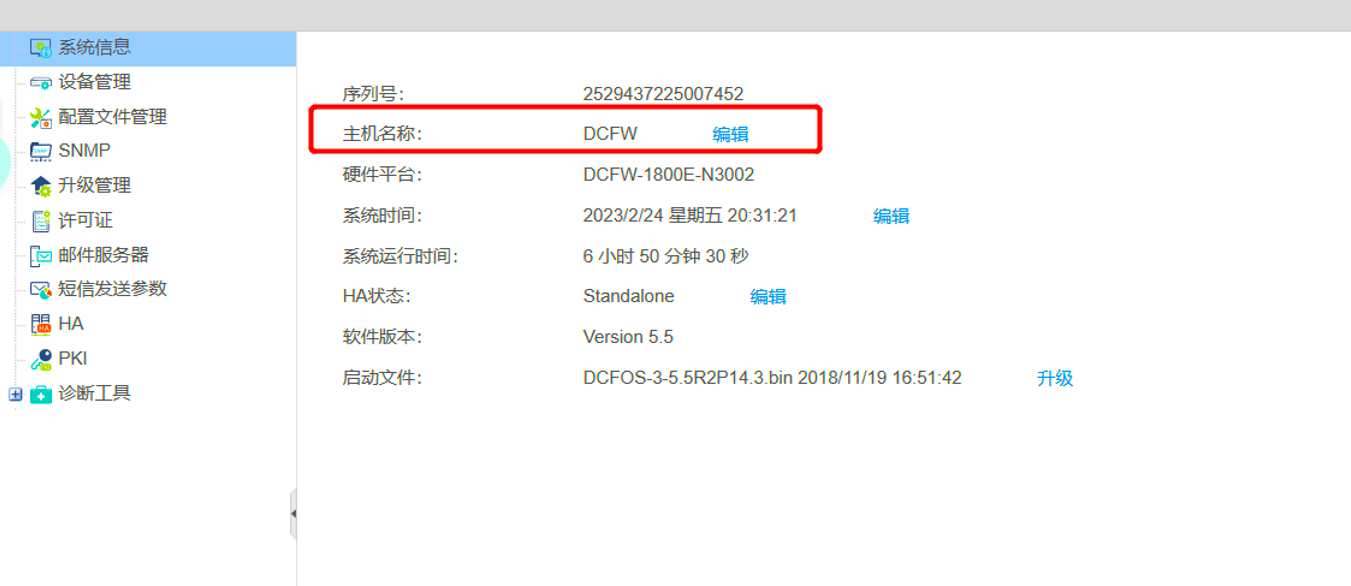 系统信息
设备管理
配置文件管理
SNMP
升级管理
许可证
邮件服务器
短信发送参数
HA
PKI
诊断工具
序列号： 2529437225007452
主机名称： DCFW 编辑
硬件平台： DCFW-1800E-N3002
系统时间： 2023/2/24 星期五 20:31:21 编辑
系统运行时间： 6 小时 50 分钟 30 秒
HA状态： Standalone 编辑
软件版本： Version 5.5
启动文件： DCFOS-3-5.5R2P14.3.bin 2018/11/19 16:51:42 升级